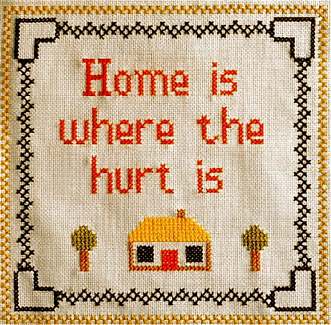 Home is
where the
hurt is